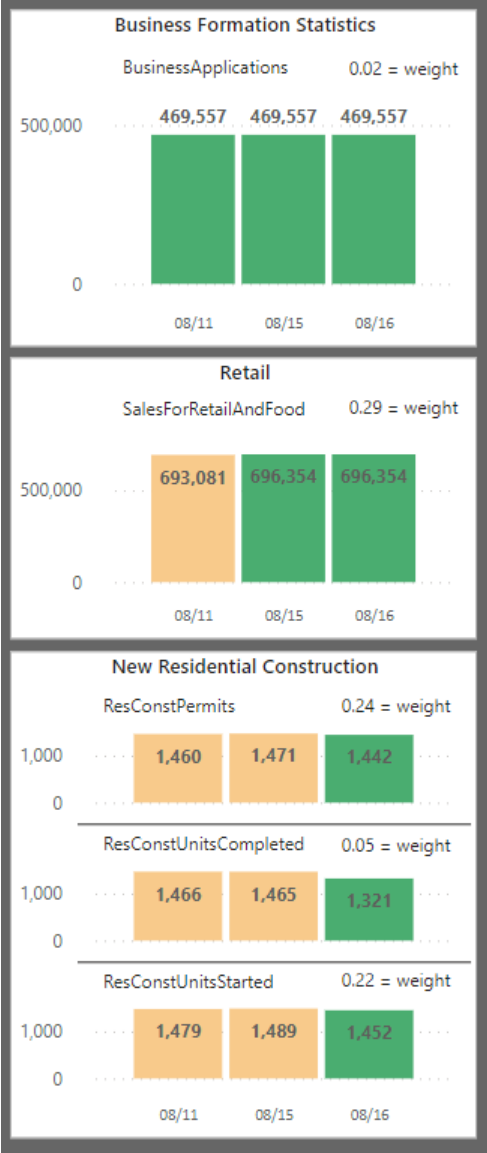 Business Formation Statistics
BusinessApplications 0.02 = weight
469,557 469,557 469,557
500,000
0
08/11 08/15 08/16
Retail
SalesForRetailAndFood 0.29 = weight
693,081 696,354 696,354
500,000
0
08/11 08/15 08/16
New Residential Construction
ResConstPermits 0.24 = weight
1,000 1,460 1,471 1,442
0
ResConstUnitsCompleted 0.05 = weight
1,000 1,466 1,465 1,321
0
ResConstUnitsStarted 0.22 = weight
1,000 1,479 1,489 1,452
0
08/11 08/15 08/16